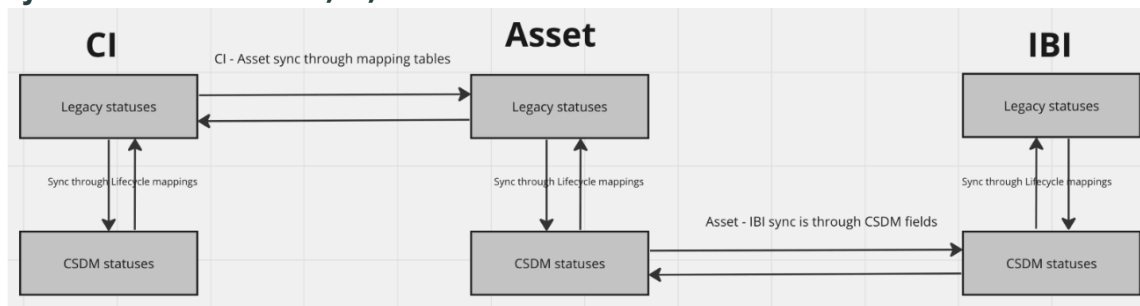 CI
Asset
IBI
CI - Asset sync through mapping tables
Legacy statuses
Legacy statuses
Legacy statuses
Sync through Lifecycle mappings
Sync through Lifecycle mappings
Sync through Lifecycle mappings
Asset - IBI sync is through CSDM fields
CSDM statuses
CSDM statuses
CSDM statuses